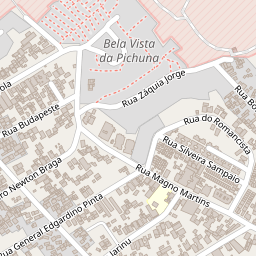 Bela Vista
da Pichuna
Rua Záquia Jorge
Rua Budapeste
Rua do Romancista
Rua Silveira Sampaio
Rua Magno Martins
Newton Braga
Rua General Edgardino Pinta